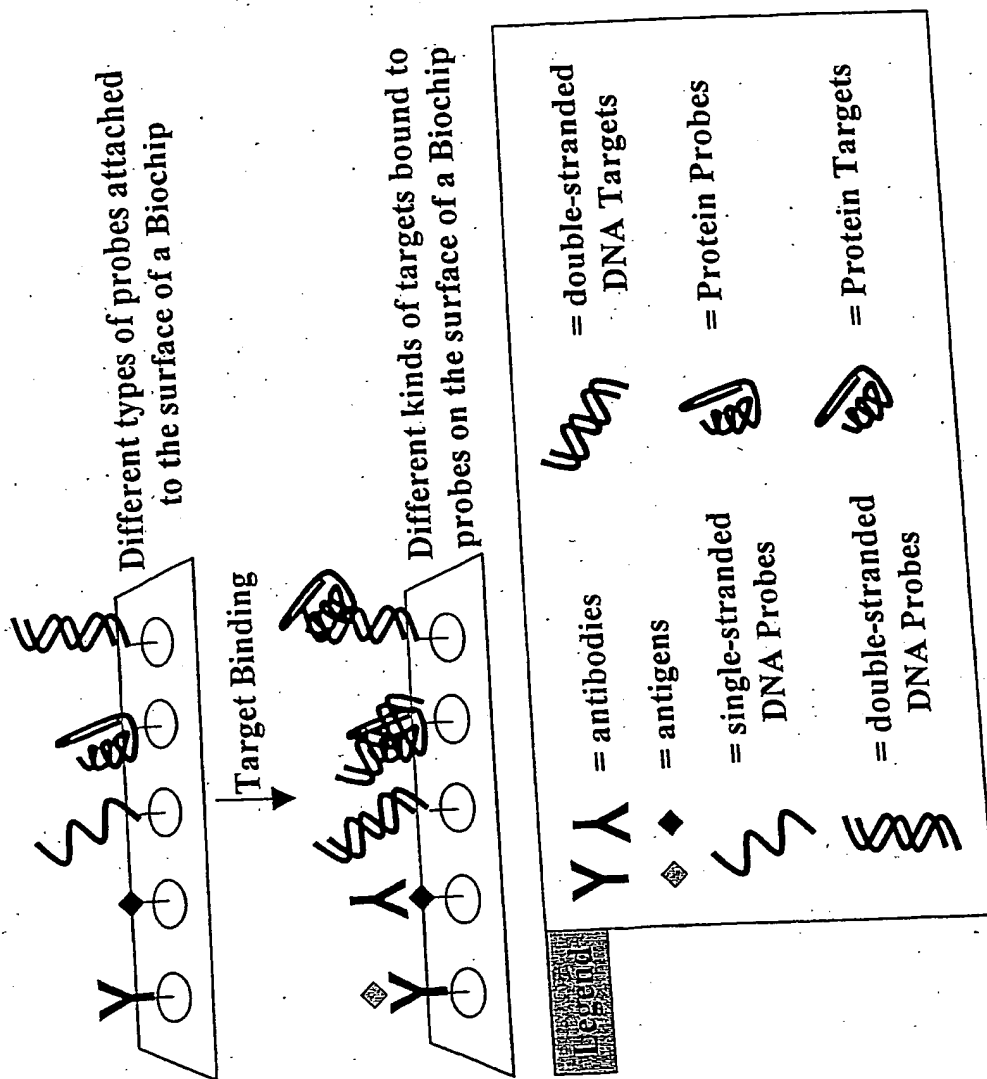 Different types of probes attached
to the surface of a Biochip
Target Binding
Different kinds of targets bound to
probes on the surface of a Biochip
Legend
= antibodies
= antigens
= single-stranded
DNA Probes
= double-stranded
DNA Probes
= double-stranded
DNA Targets
= Protein Probes
= Protein Targets